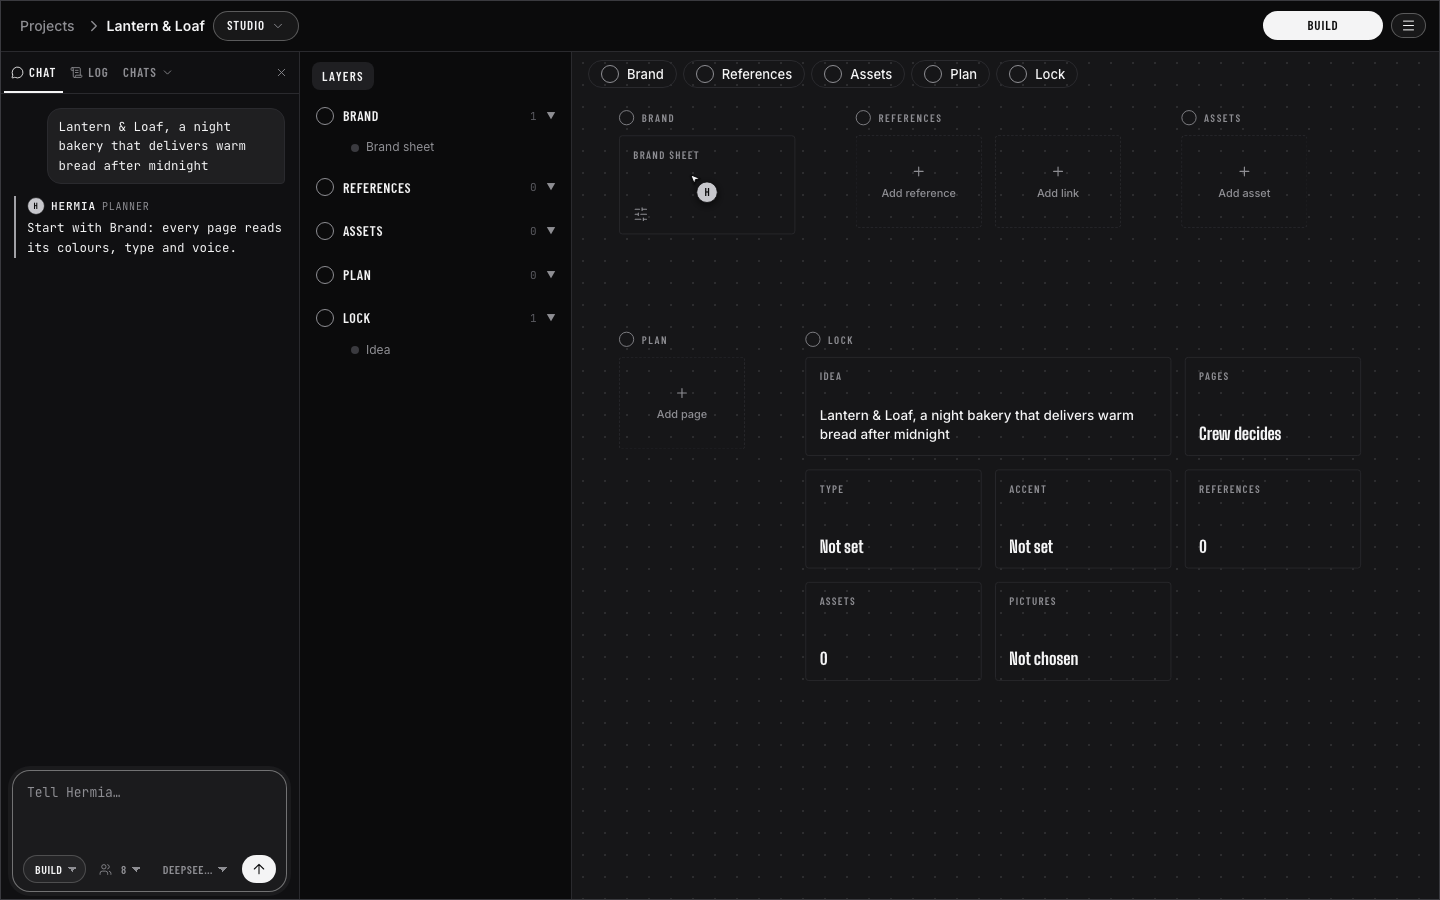 Projects
Lantern & Loaf
STUDIO
BUILD
CHAT
LOG
CHATS
Lantern & Loaf, a night
bakery that delivers warm
bread after midnight
H
HERMIA PLANNER
Start with Brand: every page reads
its colours, type and voice.
Tell Hermia…
BUILD
8
DEEPSEE…
LAYERS
BRAND 1
Brand sheet
REFERENCES 0
ASSETS 0
PLAN 0
LOCK 1
Idea
Brand
References
Assets
Plan
Lock
BRAND
BRAND SHEET
H
REFERENCES
Add reference
Add link
ASSETS
Add asset
PLAN
Add page
LOCK
IDEA
Lantern & Loaf, a night bakery that delivers warm
bread after midnight
PAGES
Crew decides
TYPE
Not set
ACCENT
Not set
REFERENCES
0
ASSETS
0
PICTURES
Not chosen